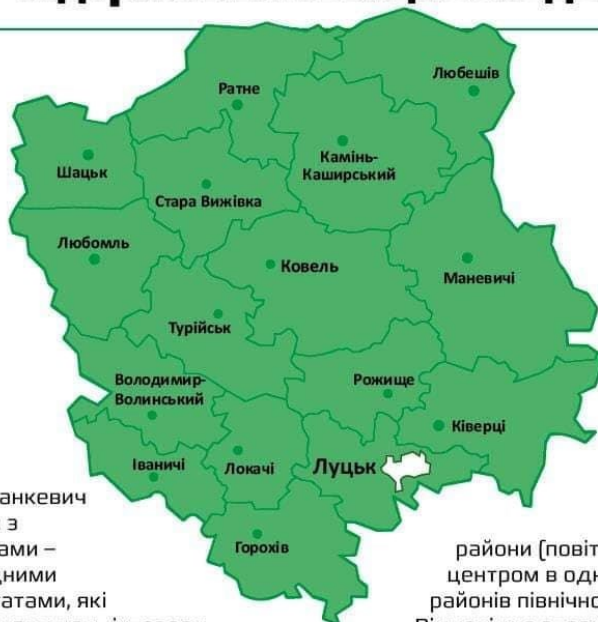 Любешів
Ратне
Камінь-
Каширський
Шацьк
Стара Вижівка
Любомль
Ковель
Маневичі
Турійськ
Володимир-
Волинський
Рожище
Ківерці
Іваничі
Локачі
Луцьк
Горохів
анкевич
з
ами –
дними
атами, які
райони (повіт
центром в одн
районів північно